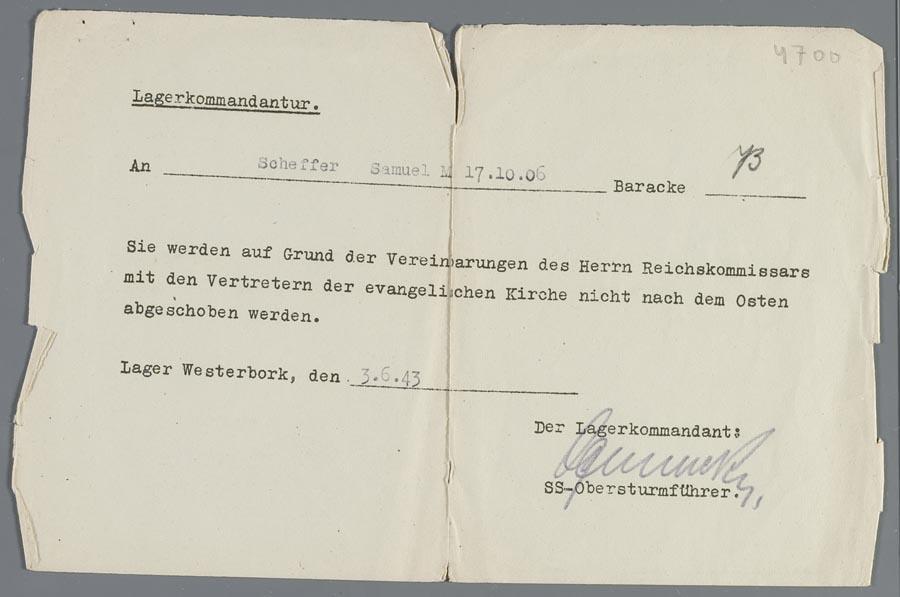 4700
Lagerkommandantur.
An Scheffer Samuel M 17.10.06 Baracke 73
Sie werden auf Grund der Vereinbarungen des Herrn Reichskommissars
mit den Vertretern der evangelischen Kirche nicht nach dem Osten
abgeschoben werden.
Lager Westerbork, den 3.6.43
Der Lagerkommandant:
SS-Obersturmführer.